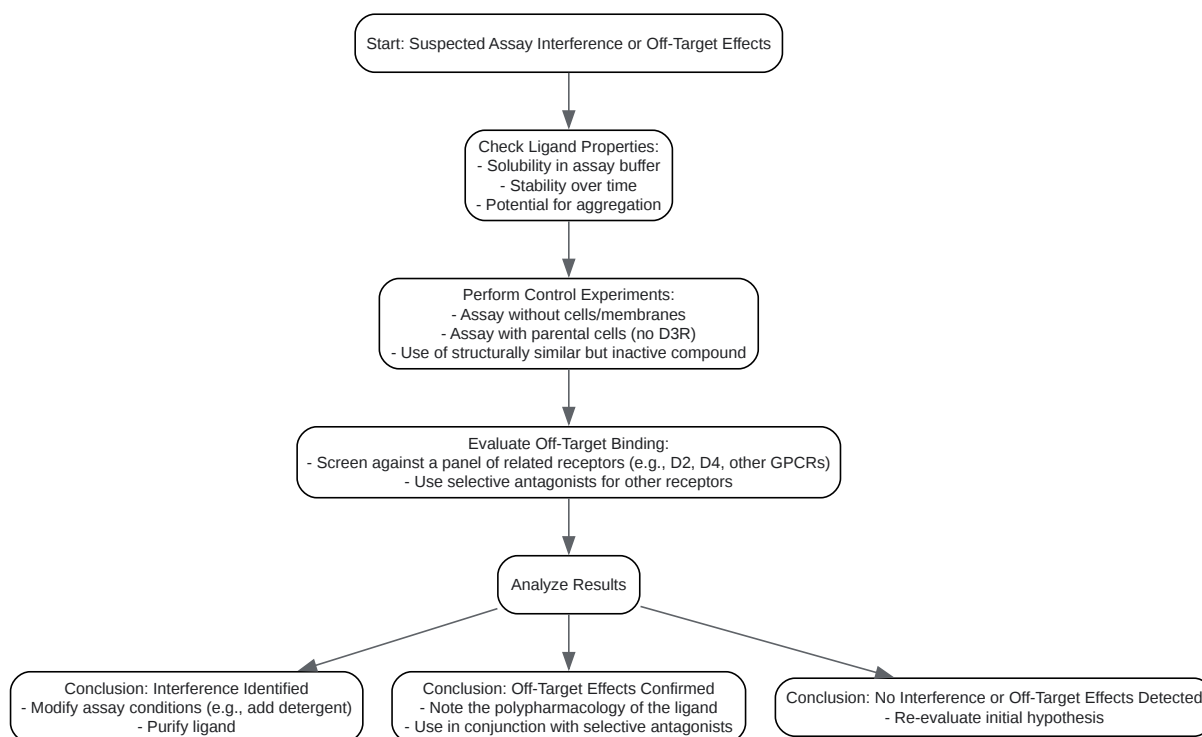 Start: Suspected Assay Interference or Off-Target Effects
Check Ligand Properties:
- Solubility in assay buffer
- Stability over time
- Potential for aggregation
Perform Control Experiments:
- Assay without cells/membranes
- Assay with parental cells (no D3R)
- Use of structurally similar but inactive compound
Evaluate Off-Target Binding:
- Screen against a panel of related receptors (e.g., D2, D4, other GPCRs)
- Use selective antagonists for other receptors
Analyze Results
Conclusion: Interference Identified
- Modify assay conditions (e.g., add detergent)
- Purify ligand
Conclusion: Off-Target Effects Confirmed
- Note the polypharmacology of the ligand
- Use in conjunction with selective antagonists
Conclusion: No Interference or Off-Target Effects Detected
- Re-evaluate initial hypothesis